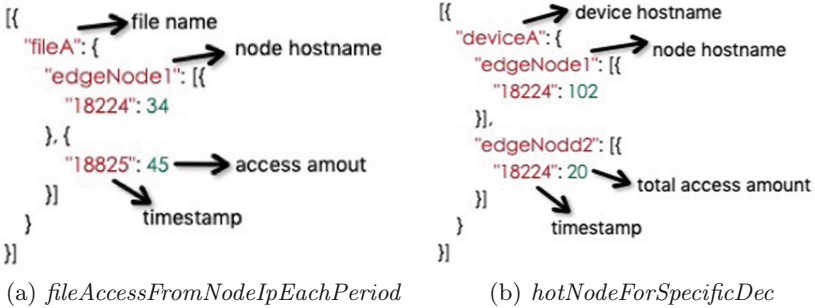 [{
file name
"fileA": {
node hostname
"edgeNode1": [{
"18224": 34
}, {
"18825": 45
access amout
}]
timestamp
}
}]
(a) fileAccessFromNodeIpEachPeriod
[{
device hostname
"deviceA": {
node hostname
"edgeNode1": [{
"18224": 102
}],
"edgeNodd2": [{
"18224": 20
total access amount
}]
timestamp
}
}]
(b) hotNodeForSpecificDec